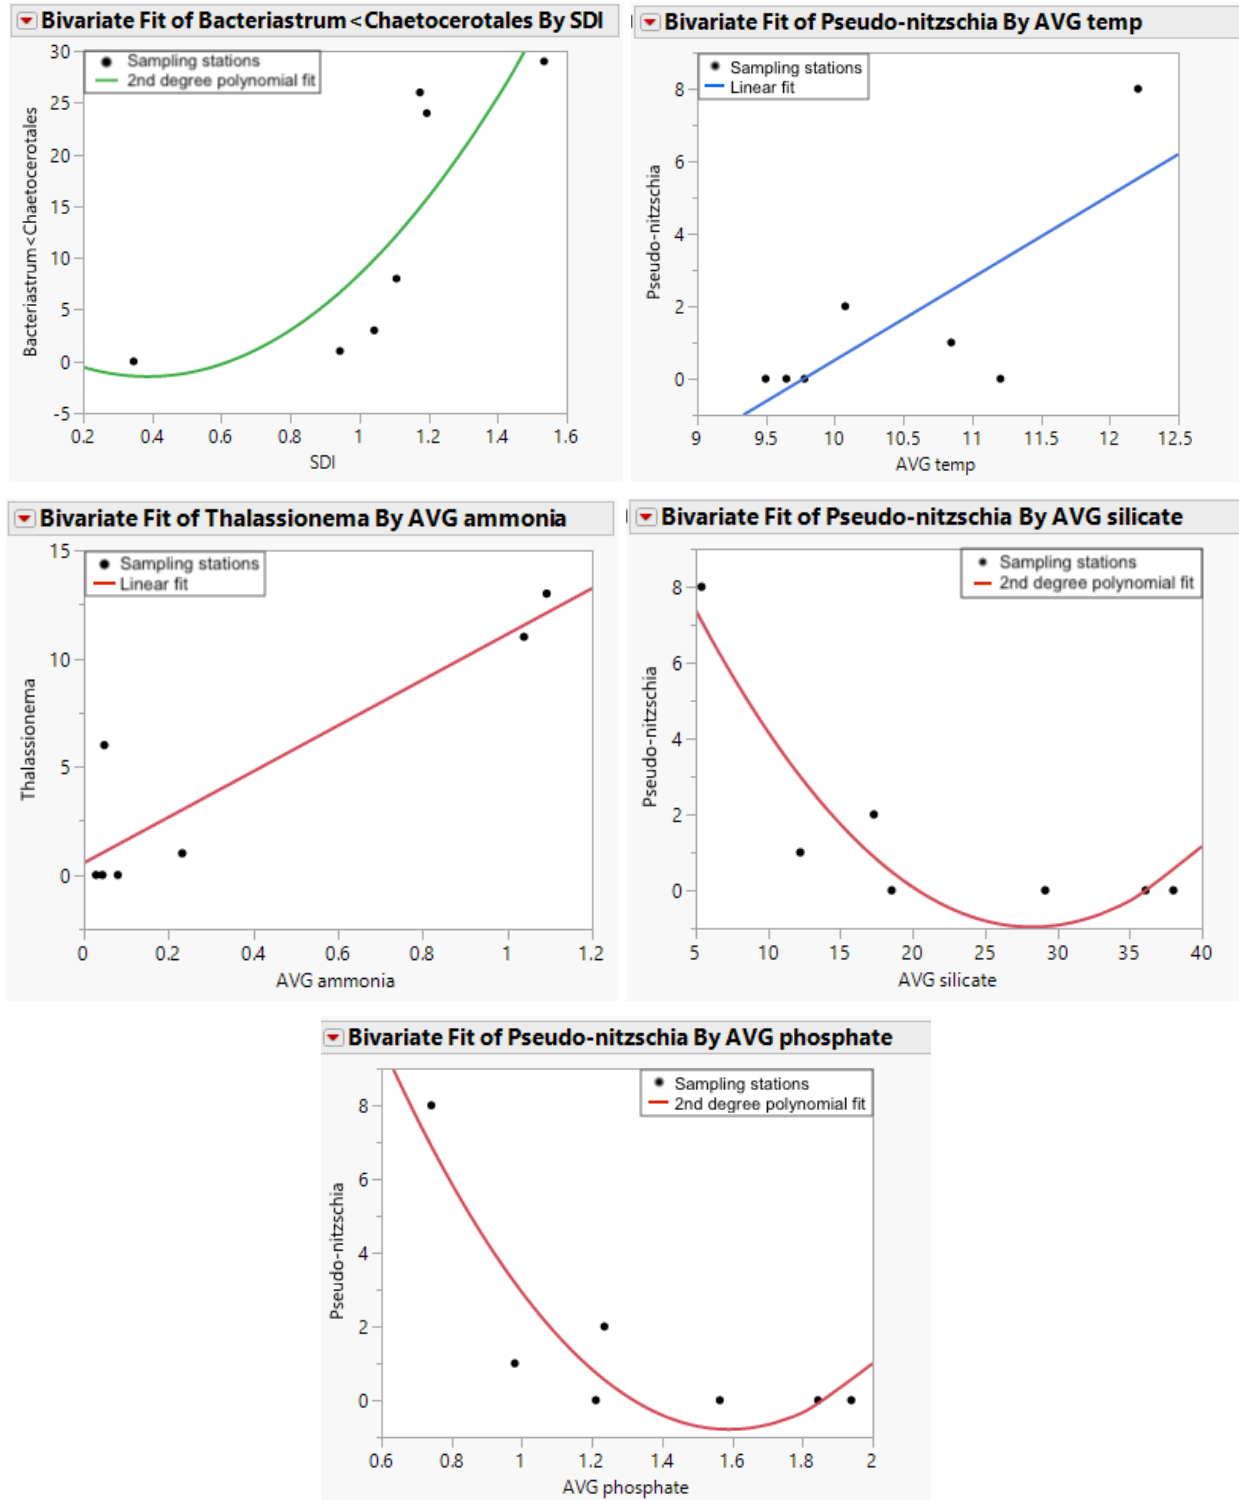 Bivariate Fit of Bacteriastrum<Chaetocerotales By SDI
Sampling stations
2nd degree polynomial fit
Bacteriastrum<Chaetocerotales
30
25
20
15
10
5
0
-5
0.2 0.4 0.6 0.8 1 1.2 1.4 1.6
SDI
Bivariate Fit of Pseudo-nitzschia By AVG temp
Sampling stations
Linear fit
Pseudo-nitzschia
8
6
4
2
0
9 9.5 10 10.5 11 11.5 12 12.5
AVG temp
Bivariate Fit of Thalassionema By AVG ammonia
Sampling stations
Linear fit
Thalassionema
15
10
5
0
0 0.2 0.4 0.6 0.8 1 1.2
AVG ammonia
Bivariate Fit of Pseudo-nitzschia By AVG silicate
Sampling stations
2nd degree polynomial fit
Pseudo-nitzschia
8
6
4
2
0
5 10 15 20 25 30 35 40
AVG silicate
Bivariate Fit of Pseudo-nitzschia By AVG phosphate
Sampling stations
2nd degree polynomial fit
Pseudo-nitzschia
8
6
4
2
0
0.6 0.8 1 1.2 1.4 1.6 1.8 2
AVG phosphate